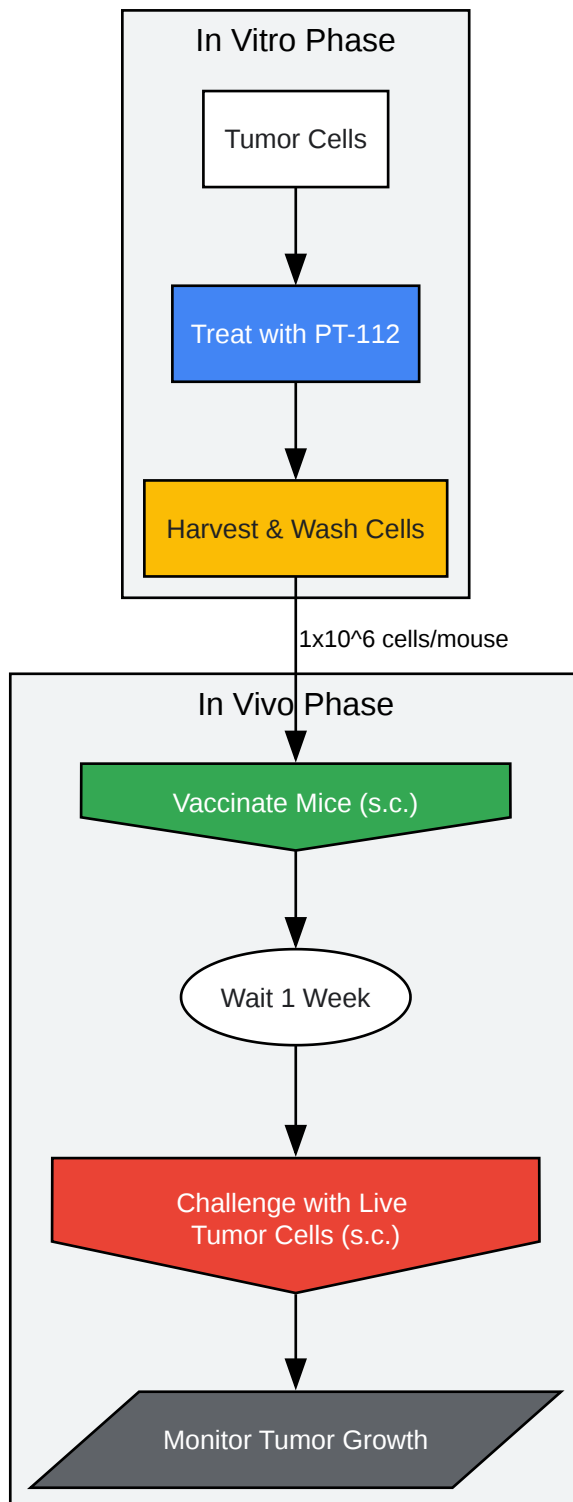 In Vitro Phase
Tumor Cells
Treat with PT-112
Harvest & Wash Cells
1x10^6 cells/mouse
In Vivo Phase
Vaccinate Mice (s.c.)
Wait 1 Week
Challenge with Live
Tumor Cells (s.c.)
Monitor Tumor Growth